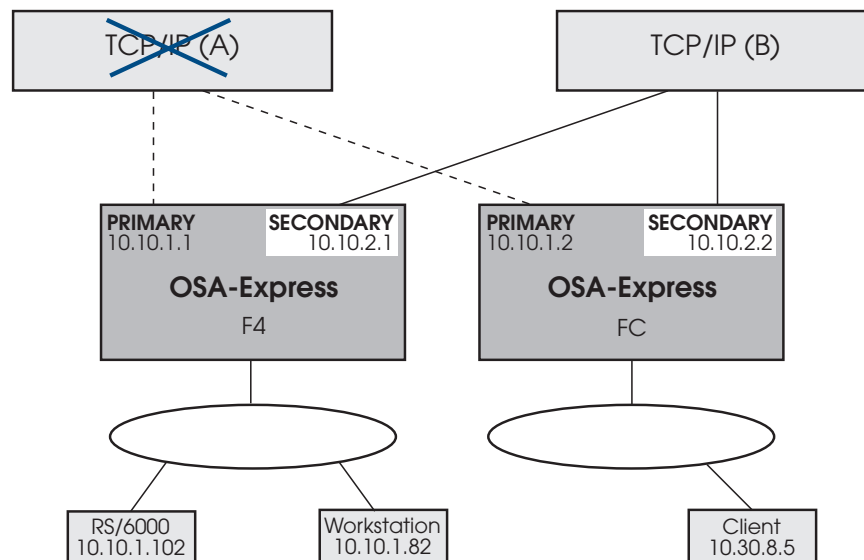 TCP/IP (A)
TCP/IP (B)
PRIMARY
10.10.1.1
SECONDARY
10.10.2.1
OSA-Express
F4
PRIMARY
10.10.1.2
SECONDARY
10.10.2.2
OSA-Express
FC
RS/6000
10.10.1.102
Workstation
10.10.1.82
Client
10.30.8.5